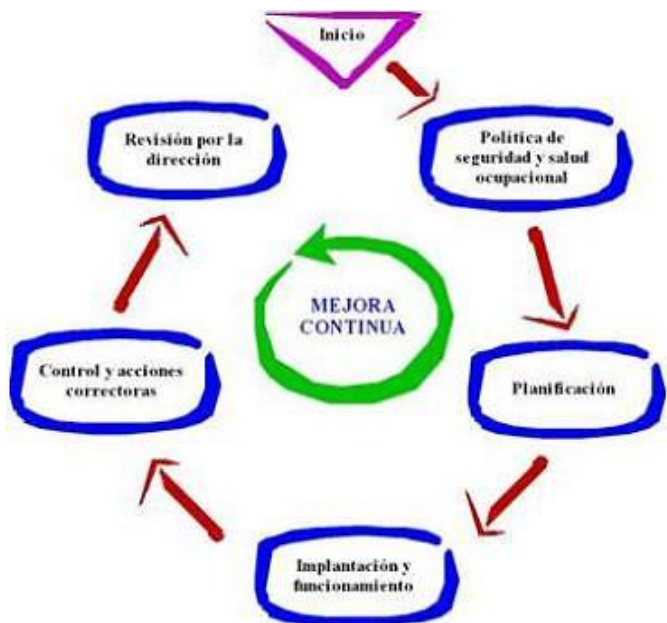 Inicio
Política de
seguridad y salud
ocupacional
Planificación
Implantación y
funcionamiento
Control y acciones
correctoras
Revisión por la
dirección
MEJORA
CONTINUA